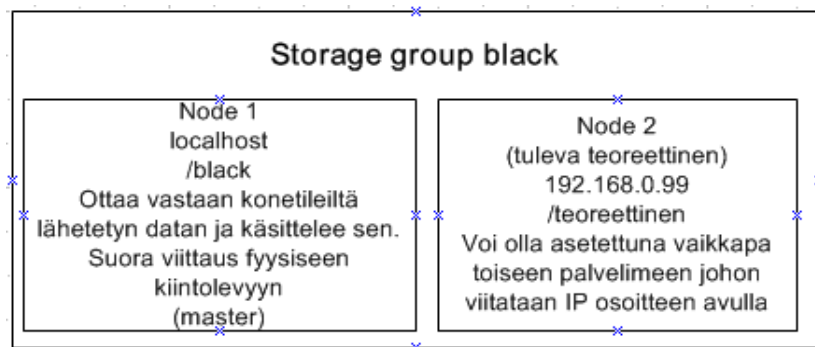 Storage group black
Node 1
localhost
/black
Ottaa vastaan konetileiltä
lähetetyn datan ja käsittelee sen.
Suora viittaus fyysiseen
kiintolevyyn
(master)
Node 2
(tuleva teoreettinen)
192.168.0.99
/teoreettinen
Voi olla asetettuna vaikkapa
toiseen palvelimeen johon
viitataan IP osoitteen avulla